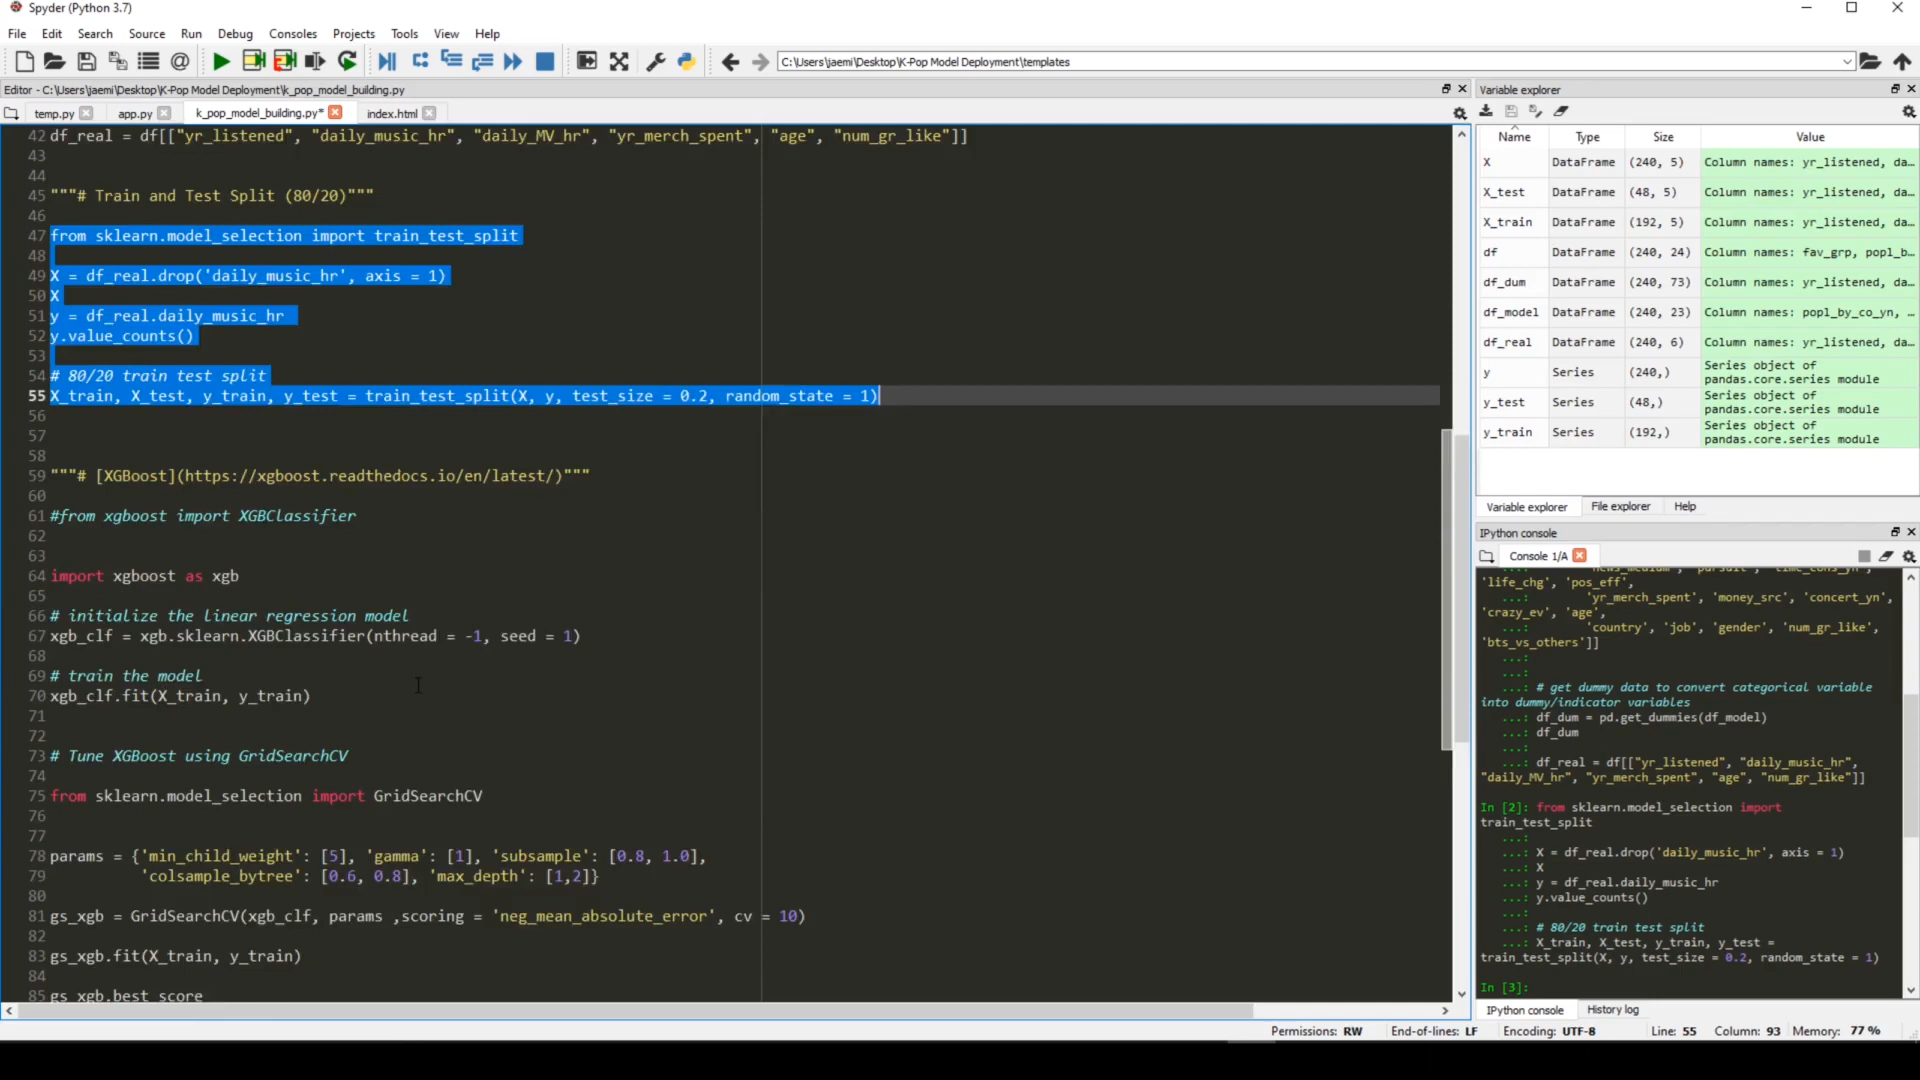 Spyder (Python 3.7)
File Edit Search Source Run Debug Consoles Projects Tools View Help
C:\Users\jaemi\Desktop\K-Pop Model Deployment\templates
Editor - C:\Users\jaemi\Desktop\K-Pop Model Deployment\k_pop_model_building.py
temp.py app.py k_pop_model_building.py* index.html
42 df_real = df[["yr_listened", "daily_music_hr", "daily_MV_hr", "yr_merch_spent", "age", "num_gr_like"]]
43
44
45 """# Train and Test Split (80/20)"""
46
47 from sklearn.model_selection import train_test_split
48
49 X = df_real.drop('daily_music_hr', axis = 1)
50 X
51 y = df_real.daily_music_hr
52 y.value_counts()
53
54 # 80/20 train test split
55 X_train, X_test, y_train, y_test = train_test_split(X, y, test_size = 0.2, random_state = 1)
56
57
58
59 """# [XGBoost](https://xgboost.readthedocs.io/en/latest/)"""
60
61 #from xgboost import XGBClassifier
62
63
64 import xgboost as xgb
65
66 # initialize the linear regression model
67 xgb_clf = xgb.sklearn.XGBClassifier(nthread = -1, seed = 1)
68
69 # train the model
70 xgb_clf.fit(X_train, y_train)
71
72
73 # Tune XGBoost using GridSearchCV
74
75 from sklearn.model_selection import GridSearchCV
76
77
78 params = {'min_child_weight': [5], 'gamma': [1], 'subsample': [0.8, 1.0],
79 'colsample_bytree': [0.6, 0.8], 'max_depth': [1,2]}
80
81 gs_xgb = GridSearchCV(xgb_clf, params ,scoring = 'neg_mean_absolute_error', cv = 10)
82
83 gs_xgb.fit(X_train, y_train)
84
85 gs_xgb.best_score
Variable explorer
Name Type Size Value
X DataFrame (240, 5) Column names: yr_listened, da...
X_test DataFrame (48, 5) Column names: yr_listened, da...
X_train DataFrame (192, 5) Column names: yr_listened, da...
df DataFrame (240, 24) Column names: fav_grp, popl_b...
df_dum DataFrame (240, 73) Column names: yr_listened, da...
df_model DataFrame (240, 23) Column names: popl_by_co_yn, ...
df_real DataFrame (240, 6) Column names: yr_listened, da...
y Series (240,) Series object of
pandas.core.series module
y_test Series (48,) Series object of
pandas.core.series module
y_train Series (192,) Series object of
pandas.core.series module
Variable explorer File explorer Help
IPython console
Console 1/A
'life_chg', 'pos_eff',
...: 'yr_merch_spent', 'money_src', 'concert_yn',
'crazy_ev', 'age',
...: 'country', 'job', 'gender', 'num_gr_like',
'bts_vs_others']]
...:
...:
...: # get dummy data to convert categorical variable
into dummy/indicator variables
...: df_dum = pd.get_dummies(df_model)
...: df_dum
...:
...: df_real = df[["yr_listened", "daily_music_hr",
"daily_MV_hr", "yr_merch_spent", "age", "num_gr_like"]]
In [2]: from sklearn.model_selection import
train_test_split
...:
...: X = df_real.drop('daily_music_hr', axis = 1)
...: X
...: y = df_real.daily_music_hr
...: y.value_counts()
...:
...: # 80/20 train test split
...: X_train, X_test, y_train, y_test =
train_test_split(X, y, test_size = 0.2, random_state = 1)
In [3]:
IPython console History log
Permissions: RW End-of-lines: LF Encoding: UTF-8 Line: 55 Column: 93 Memory: 77 %